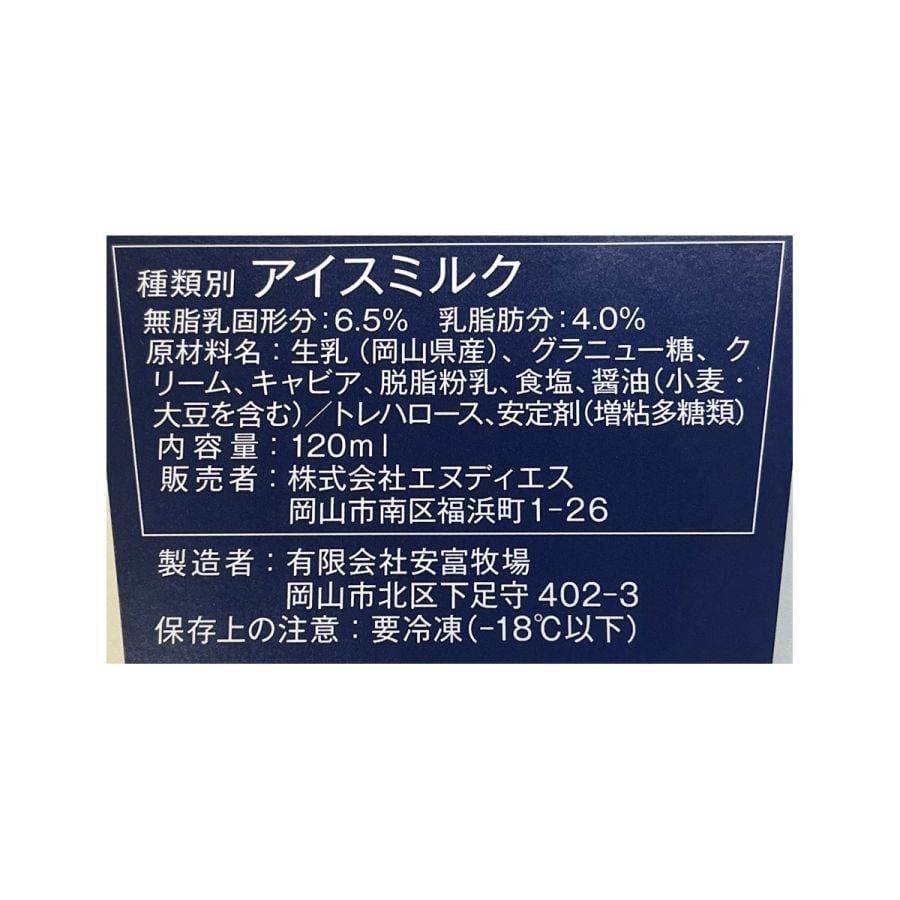 種類別 アイスミルク
無脂乳固形分：6.5%　乳脂肪分：4.0%
原材料名：生乳（岡山県産）、グラニュー糖、ク
リーム、キャビア、脱脂粉乳、食塩、醤油（小麦・
大豆を含む）／トレハロース、安定剤（増粘多糖類）
内容量：120ml
販売者：株式会社エヌディエス
岡山市南区福浜町1-26
製造者：有限会社安富牧場
岡山市北区下足守402-3
保存上の注意：要冷凍（-18℃以下）